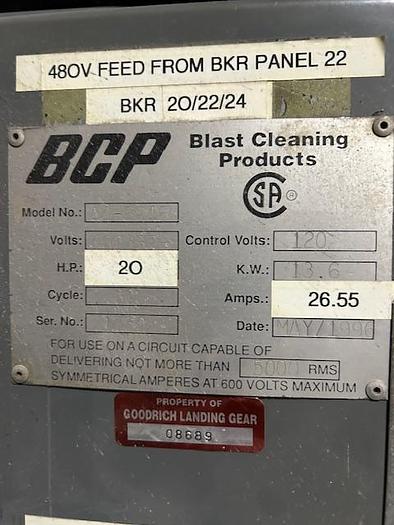 480V FEED FROM BKR PANEL 22
BKR 20/22/24
BCP
Blast Cleaning
Products
CSA ®
Model No.:
Volts:
Control Volts: 120
H.P.: 20
K.W.: 13.6
Cycle:
Amps.: 26.55
Ser. No.:
Date: MAY/1996
FOR USE ON A CIRCUIT CAPABLE OF
DELIVERING NOT MORE THAN 5000 RMS
SYMMETRICAL AMPERES AT 600 VOLTS MAXIMUM
PROPERTY OF
GOODRICH LANDING GEAR
08689